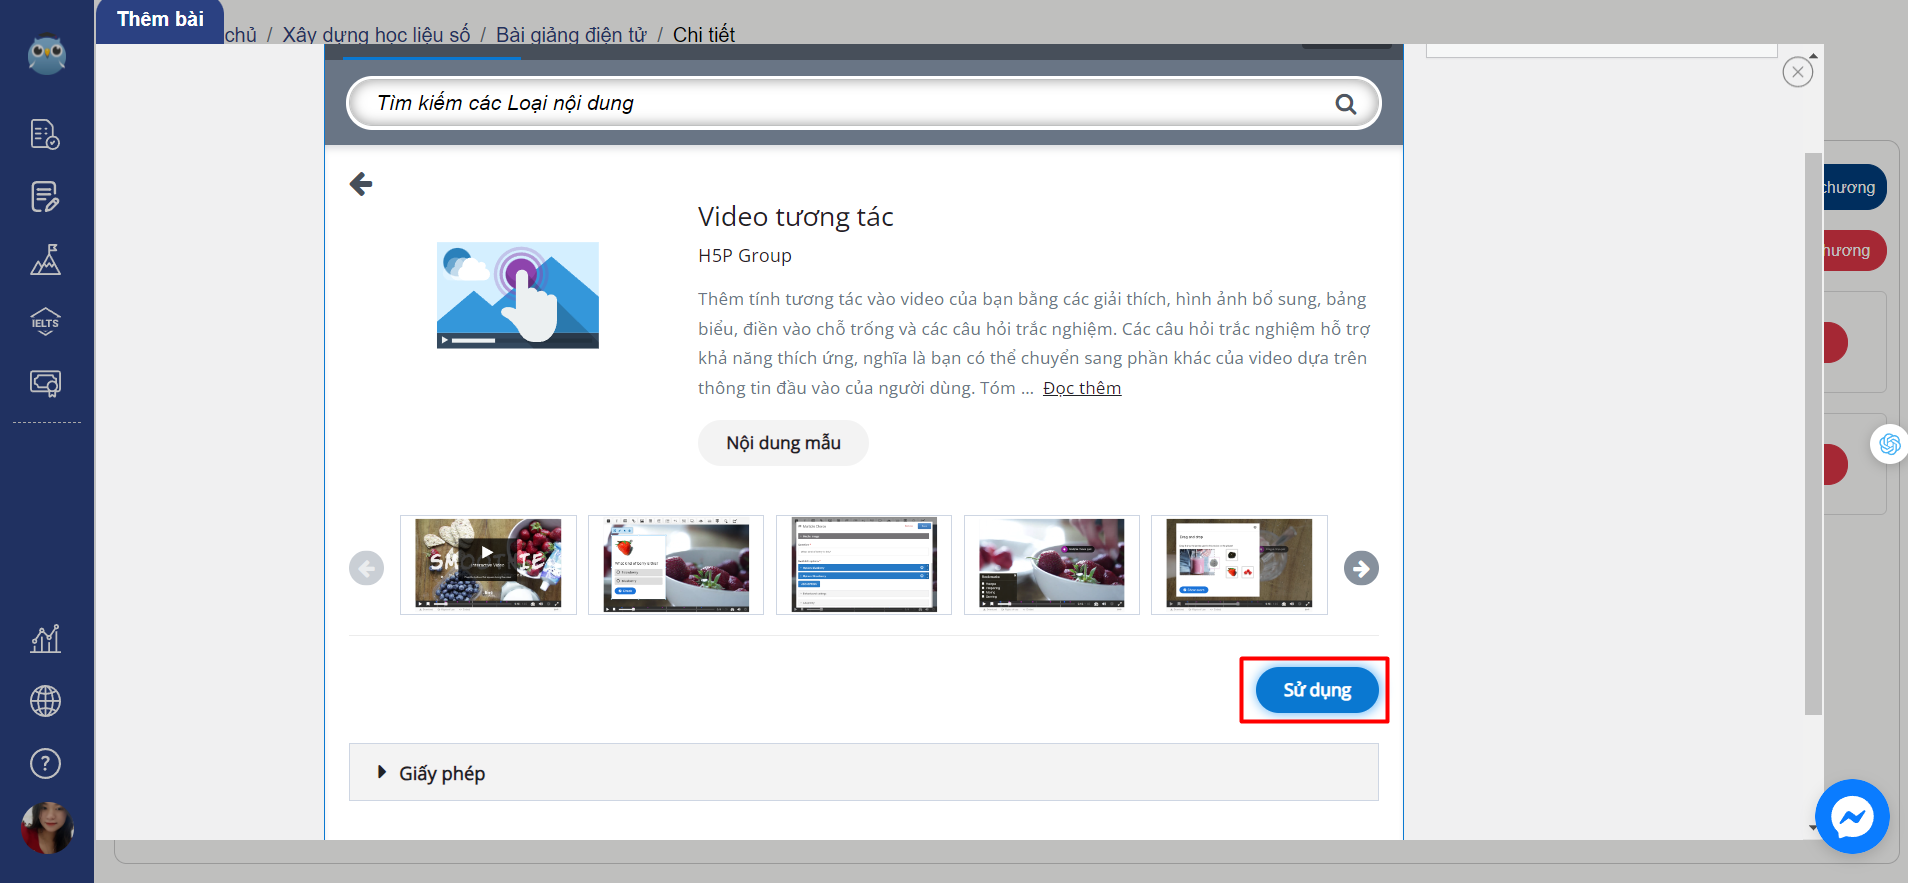 Thêm bài
chủ / Xây dựng học liệu số / Bài giảng điện tử / Chi tiết
Tìm kiếm các Loại nội dung
chương
hương
IELTS
Video tương tác
H5P Group
Thêm tính tương tác vào video của bạn bằng các giải thích, hình ảnh bổ sung, bảng
biểu, điền vào chỗ trống và các câu hỏi trắc nghiệm. Các câu hỏi trắc nghiệm hỗ trợ
khả năng thích ứng, nghĩa là bạn có thể chuyển sang phần khác của video dựa trên
thông tin đầu vào của người dùng. Tóm ... Đọc thêm
Nội dung mẫu
Interactive Video
Sử dụng
Giấy phép